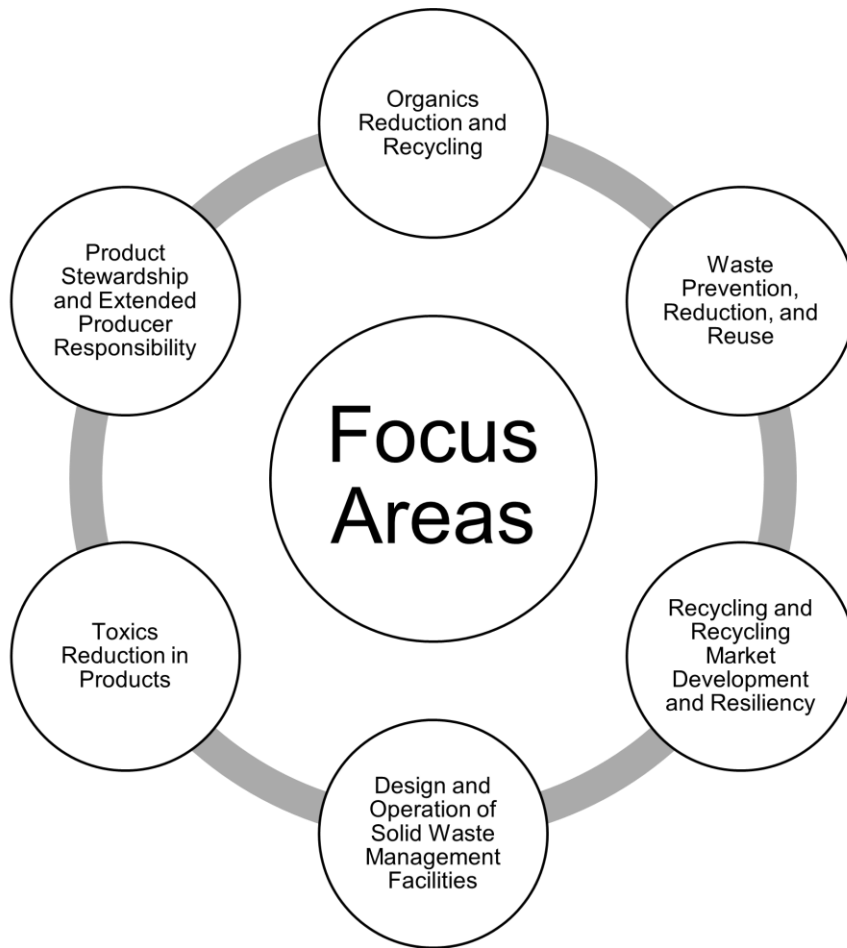 Organics
Reduction and
Recycling
Waste
Prevention,
Reduction, and
Reuse
Recycling and
Recycling
Market
Development
and Resiliency
Design and
Operation of
Solid Waste
Management
Facilities
Toxics
Reduction in
Products
Product
Stewardship
and Extended
Producer
Responsibility
Focus
Areas